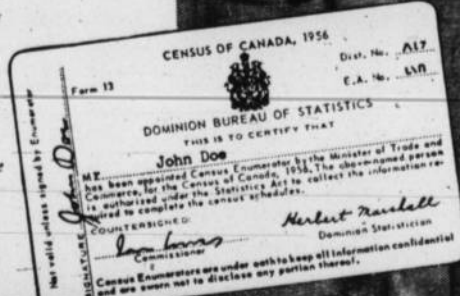 CENSUS OF CANADA, 1956
Form 13
Dist. No.
E.A. No.
DOMINION BUREAU OF STATISTICS
THIS IS TO CERTIFY THAT
John Doe
has been appointed Census Enumerator by the Minister of Trade and
Commerce, for the Census of Canada, 1956. The above-named person
is authorized under the Statistics Act to collect the information re-
quired to complete the census schedules.
COUNTERSIGNED:
Commissioner
Herbert Marshall
Dominion Statistician
Census Enumerators are under oath to keep all information confidential
and are sworn not to disclose any portion thereof.
Not valid unless signed by Enumerator
SIGNATURE John Doe